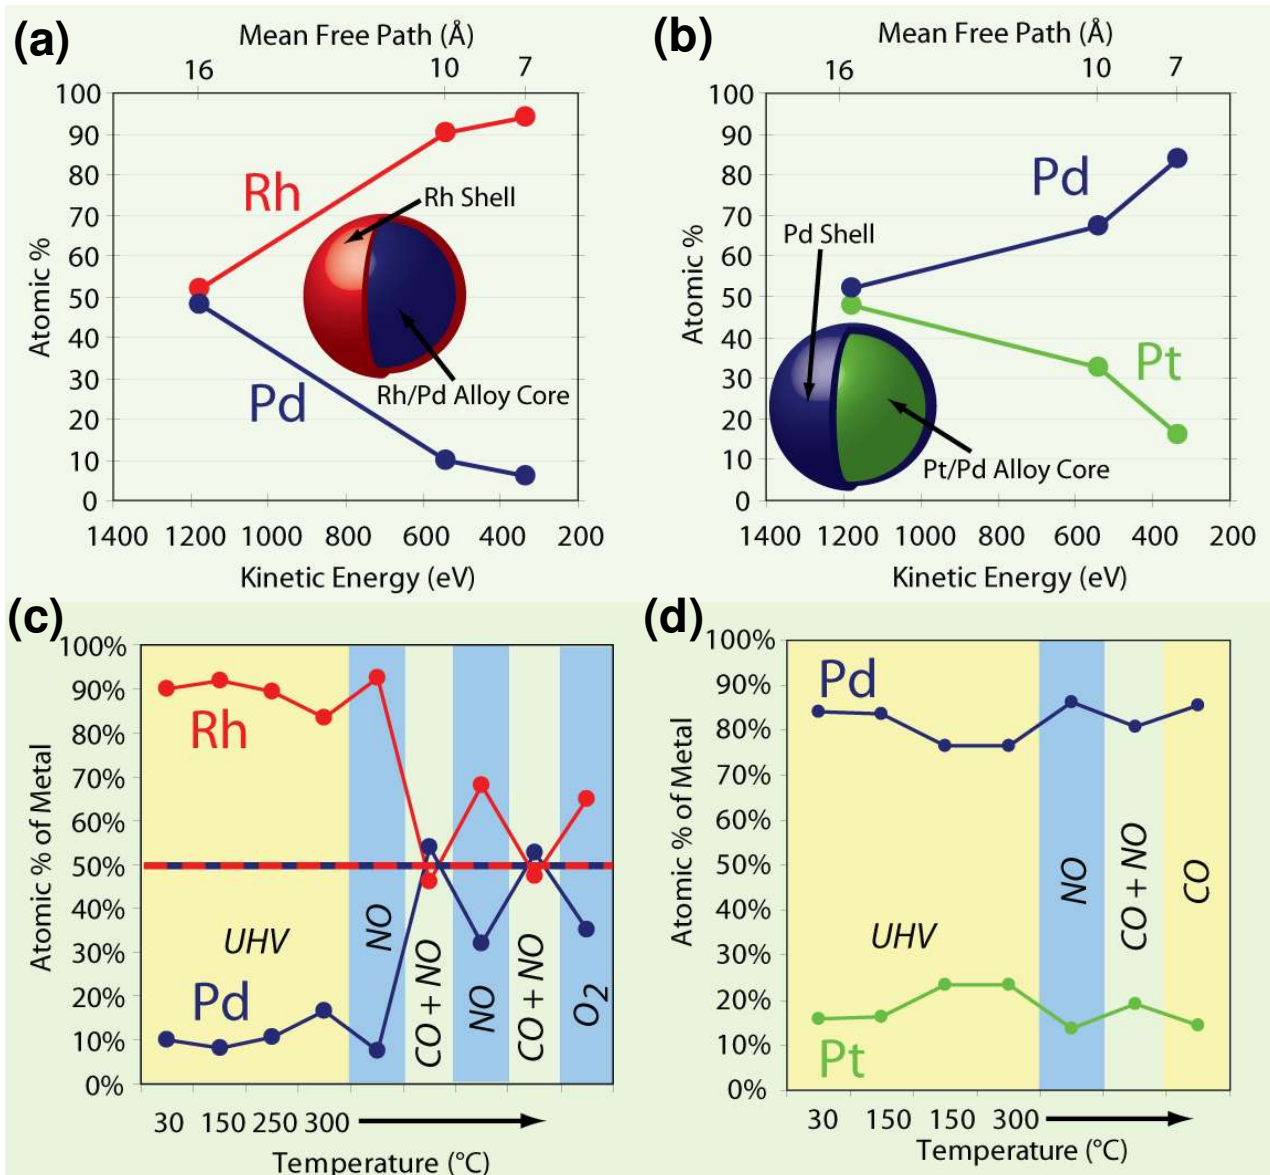 (a)
Mean Free Path (Å)
16 10 7
100
90
80
70
60
50
40
30
20
10
0
Atomic %
Rh
Rh Shell
Pd
Rh/Pd Alloy Core
1400 1200 1000 800 600 400 200
Kinetic Energy (eV)
(b)
Mean Free Path (Å)
16 10 7
100
90
80
70
60
50
40
30
20
10
0
Atomic %
Pd
Pd Shell
Pt
Pt/Pd Alloy Core
1400 1200 1000 800 600 400 200
Kinetic Energy (eV)
(c)
100%
90%
80%
70%
60%
50%
40%
30%
20%
10%
0%
Atomic % of Metal
Rh
UHV
Pd
NO
CO + NO
NO
CO + NO
O2
30 150 250 300
Temperature (°C)
(d)
100%
90%
80%
70%
60%
50%
40%
30%
20%
10%
0%
Atomic % of Metal
Pd
UHV
Pt
NO
CO + NO
CO
30 150 150 300
Temperature (°C)